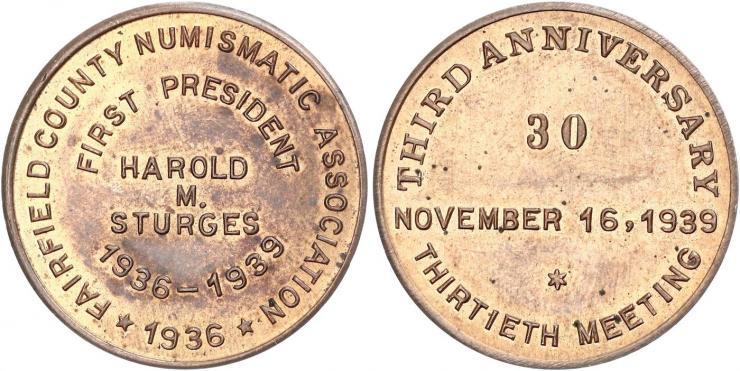 FAIRFIELD COUNTY NUMISMATIC ASSOCIATION
★ 1936 ★
FIRST PRESIDENT
HAROLD
M.
STURGES
1936-1939
THIRD ANNIVERSARY
30
NOVEMBER 16, 1939
*
THIRTIETH MEETING